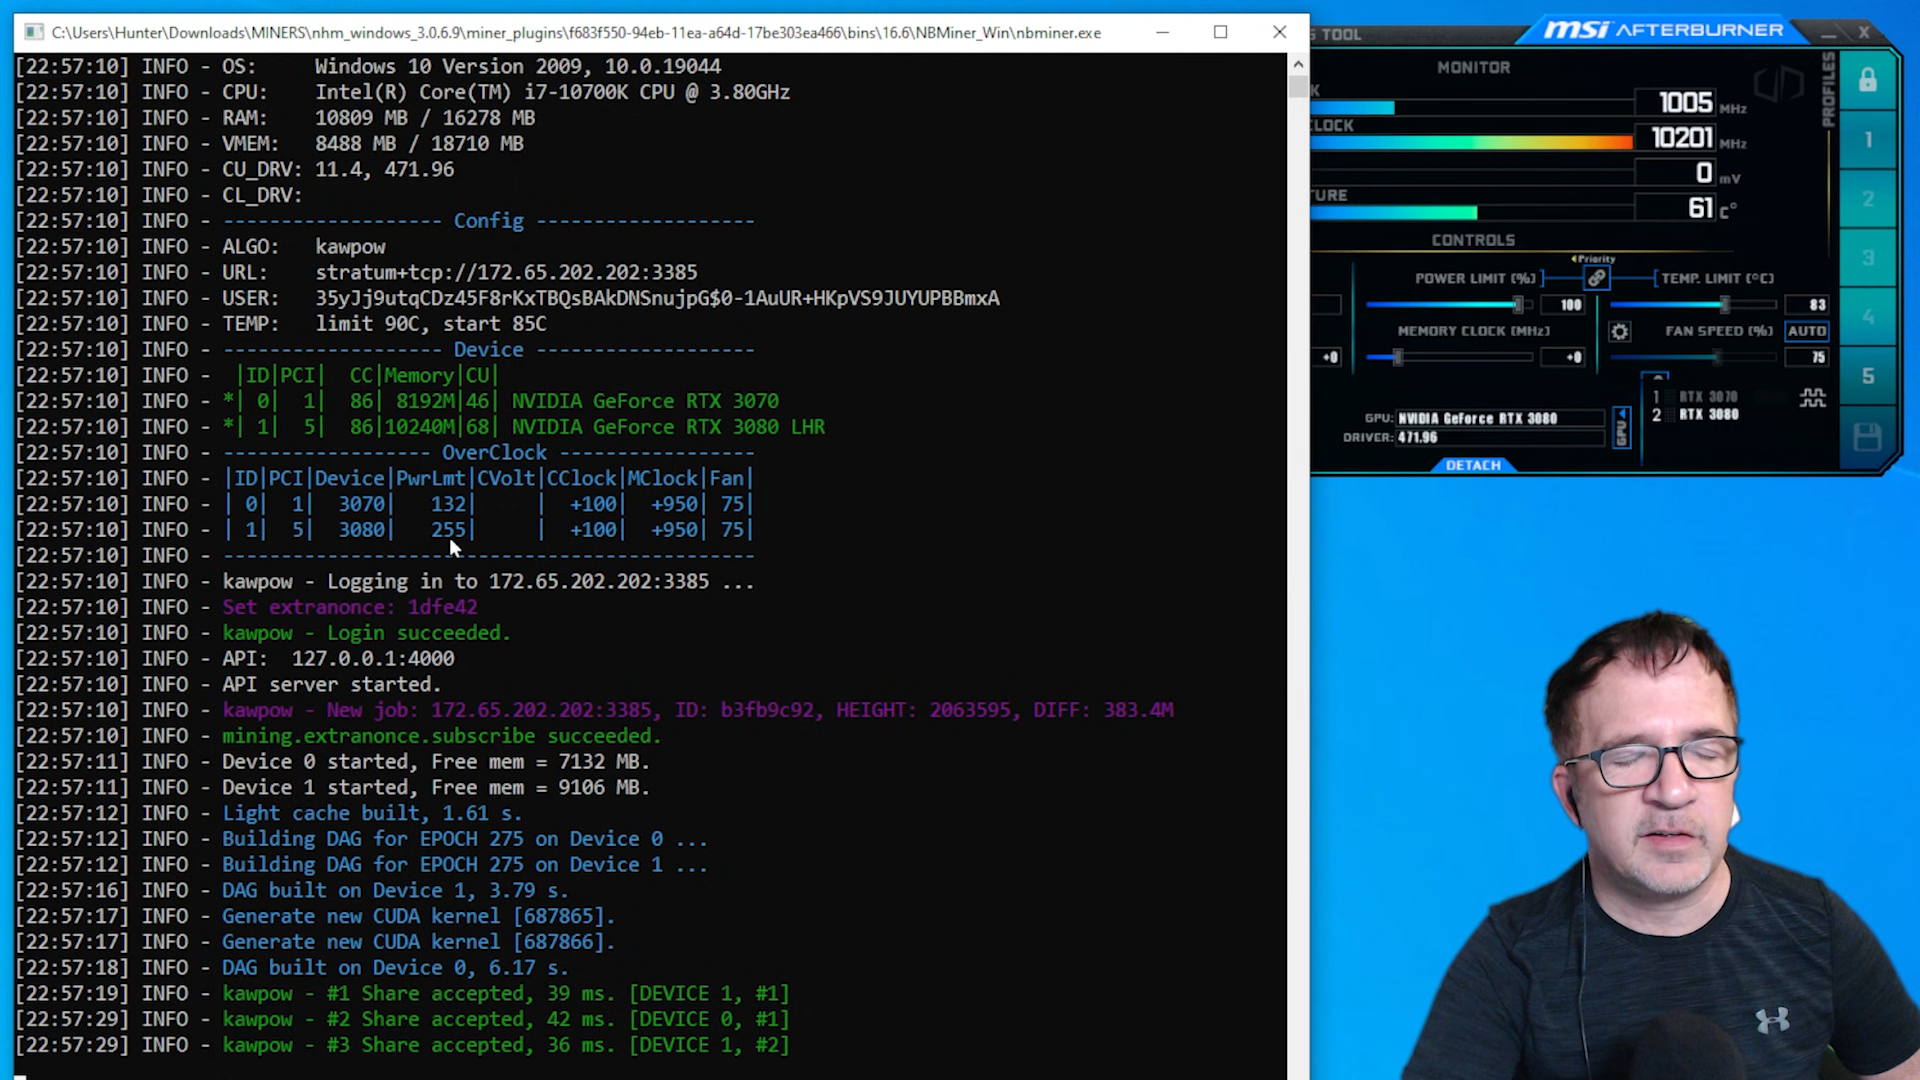 C:\Users\Hunter\Downloads\MINERS\nhm_windows_3.0.6.9\miner_plugins\f683f550-94eb-11ea-a64d-17be303ea466\bins\16.6\NBMiner_Win\nbminer.exe
[22:57:10] INFO - OS:     Windows 10 Version 2009, 10.0.19044
[22:57:10] INFO - CPU:    Intel(R) Core(TM) i7-10700K CPU @ 3.80GHz
[22:57:10] INFO - RAM:    10809 MB / 16278 MB
[22:57:10] INFO - VMEM:   8488 MB / 18710 MB
[22:57:10] INFO - CU_DRV: 11.4, 471.96
[22:57:10] INFO - CL_DRV:
[22:57:10] INFO - ------------------- Config -------------------
[22:57:10] INFO - ALGO:   kawpow
[22:57:10] INFO - URL:    stratum+tcp://172.65.202.202:3385
[22:57:10] INFO - USER:   35yJj9utqCDz45F8rKxTBQsBAkDNSnujpG$0-1AuUR+HKpVS9JUYUPBBmxA
[22:57:10] INFO - TEMP:   limit 90C, start 85C
[22:57:10] INFO - ------------------- Device -------------------
[22:57:10] INFO -  |ID|PCI|  CC|Memory|CU|
[22:57:10] INFO - *| 0|  1|  86| 8192M|46| NVIDIA GeForce RTX 3070
[22:57:10] INFO - *| 1|  5|  86|10240M|68| NVIDIA GeForce RTX 3080 LHR
[22:57:10] INFO - ------------------ OverClock -----------------
[22:57:10] INFO - |ID|PCI|Device|PwrLmt|CVolt|CClock|MClock|Fan|
[22:57:10] INFO - | 0|  1|  3070|   132|     |  +100|  +950| 75|
[22:57:10] INFO - | 1|  5|  3080|   255|     |  +100|  +950| 75|
[22:57:10] INFO - ----------------------------------------------
[22:57:10] INFO - kawpow - Logging in to 172.65.202.202:3385 ...
[22:57:10] INFO - Set extranonce: 1dfe42
[22:57:10] INFO - kawpow - Login succeeded.
[22:57:10] INFO - API:  127.0.0.1:4000
[22:57:10] INFO - API server started.
[22:57:10] INFO - kawpow - New job: 172.65.202.202:3385, ID: b3fb9c92, HEIGHT: 2063595, DIFF: 383.4M
[22:57:10] INFO - mining.extranonce.subscribe succeeded.
[22:57:11] INFO - Device 0 started, Free mem = 7132 MB.
[22:57:11] INFO - Device 1 started, Free mem = 9106 MB.
[22:57:12] INFO - Light cache built, 1.61 s.
[22:57:12] INFO - Building DAG for EPOCH 275 on Device 0 ...
[22:57:12] INFO - Building DAG for EPOCH 275 on Device 1 ...
[22:57:16] INFO - DAG built on Device 1, 3.79 s.
[22:57:17] INFO - Generate new CUDA kernel [687865].
[22:57:17] INFO - Generate new CUDA kernel [687866].
[22:57:18] INFO - DAG built on Device 0, 6.17 s.
[22:57:19] INFO - kawpow - #1 Share accepted, 39 ms. [DEVICE 1, #1]
[22:57:29] INFO - kawpow - #2 Share accepted, 42 ms. [DEVICE 0, #1]
[22:57:29] INFO - kawpow - #3 Share accepted, 36 ms. [DEVICE 1, #2]
S TOOL
msi AFTERBURNER
MONITOR
K 1005 MHz
LOCK 10201 MHz
0 mV
TURE 61 C°
CONTROLS
Priority
POWER LIMIT (%) TEMP. LIMIT (°C)
100 83
MEMORY CLOCK (MHz) FAN SPEED (%) AUTO
+0 +0 75
1 RTX 3070
2 RTX 3080
GPU: NVIDIA GeForce RTX 3080
DRIVER: 471.96
GPU
DETACH
PROFILES
1
2
3
4
5